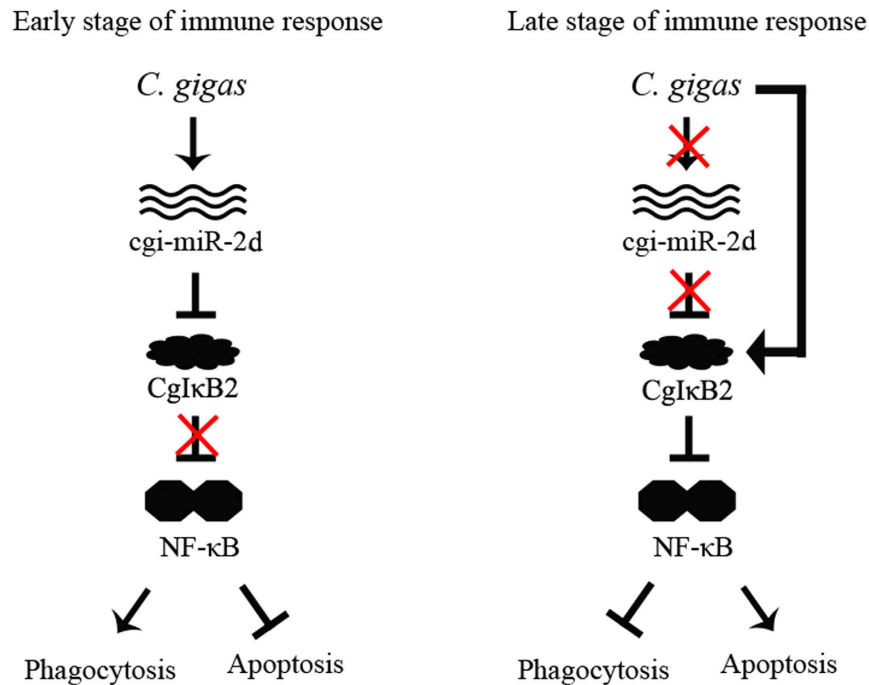 Early stage of immune response
C. gigas
cgi-miR-2d
CgIκB2
NF-κB
Phagocytosis
Apoptosis
Late stage of immune response
C. gigas
cgi-miR-2d
CgIκB2
NF-κB
Phagocytosis
Apoptosis